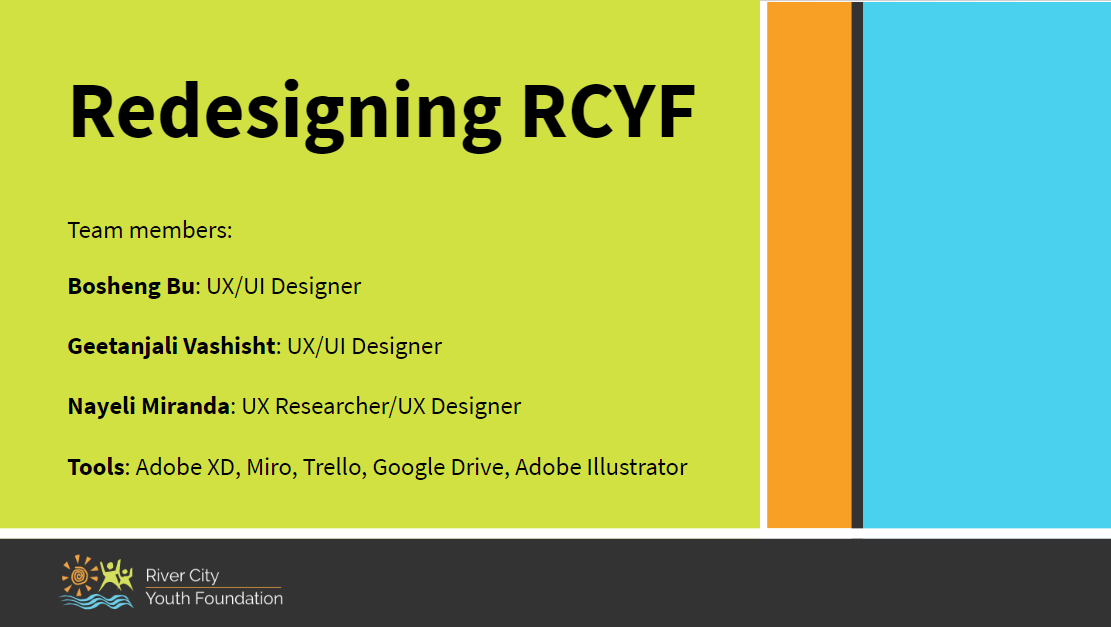 Redesigning RCYF
Team members:
Bosheng Bu: UX/UI Designer
Geetanjali Vashisht: UX/UI Designer
Nayeli Miranda: UX Researcher/UX Designer
Tools: Adobe XD, Miro, Trello, Google Drive, Adobe Illustrator
River City
Youth Foundation